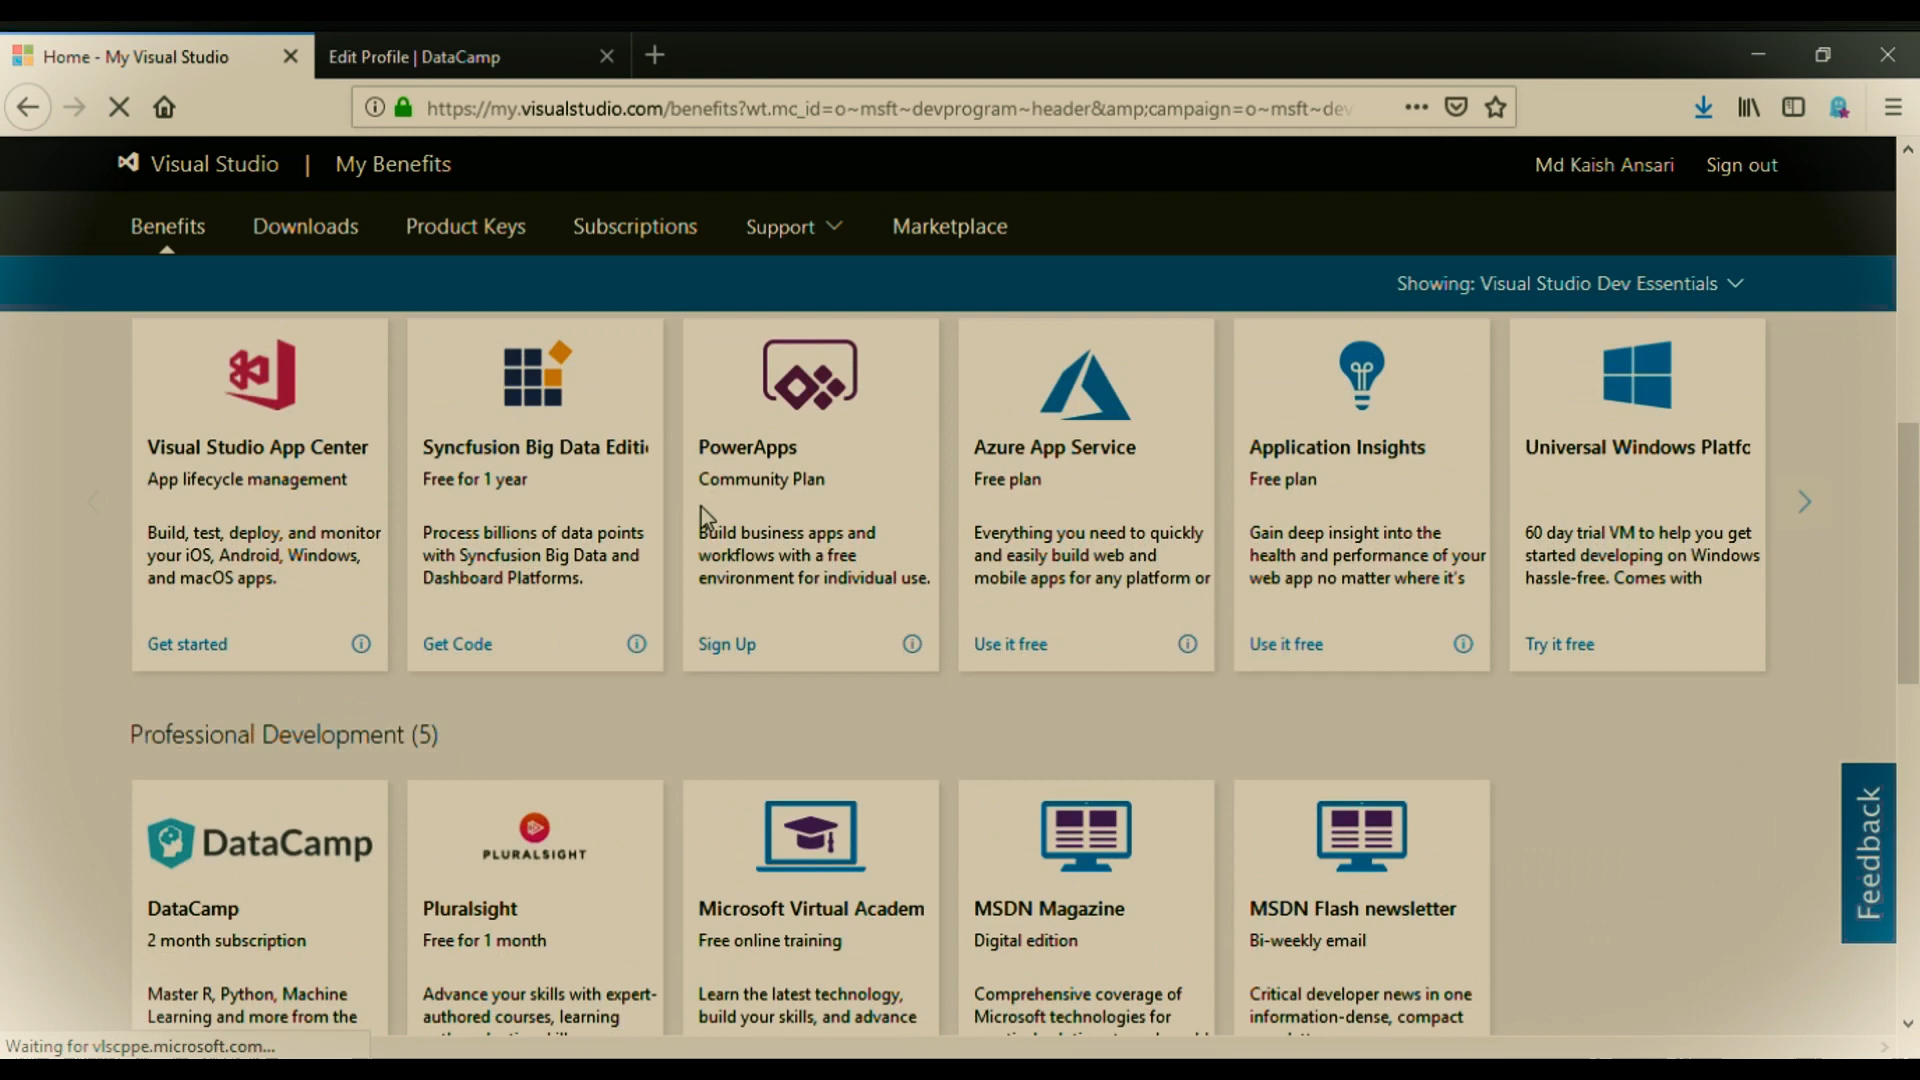 Home - My Visual Studio
Edit Profile | DataCamp
https://my.visualstudio.com/benefits?wt.mc_id=o~msft~devprogram~header&amp;campaign=o~msft~dev
Visual Studio | My Benefits
Md Kaish Ansari Sign out
Benefits Downloads Product Keys Subscriptions Support Marketplace
Showing: Visual Studio Dev Essentials
Visual Studio App Center
App lifecycle management
Build, test, deploy, and monitor
your iOS, Android, Windows,
and macOS apps.
Get started
Syncfusion Big Data Editi
Free for 1 year
Process billions of data points
with Syncfusion Big Data and
Dashboard Platforms.
Get Code
PowerApps
Community Plan
Build business apps and
workflows with a free
environment for individual use.
Sign Up
Azure App Service
Free plan
Everything you need to quickly
and easily build web and
mobile apps for any platform or
Use it free
Application Insights
Free plan
Gain deep insight into the
health and performance of your
web app no matter where it's
Use it free
Universal Windows Platfo
60 day trial VM to help you get
started developing on Windows
hassle-free. Comes with
Try it free
Professional Development (5)
DataCamp
DataCamp
2 month subscription
Master R, Python, Machine
Learning and more from the
PLURALSIGHT
Pluralsight
Free for 1 month
Advance your skills with expert-
authored courses, learning
Microsoft Virtual Academ
Free online training
Learn the latest technology,
build your skills, and advance
MSDN Magazine
Digital edition
Comprehensive coverage of
Microsoft technologies for
MSDN Flash newsletter
Bi-weekly email
Critical developer news in one
information-dense, compact
Feedback
Waiting for vlscppe.microsoft.com...